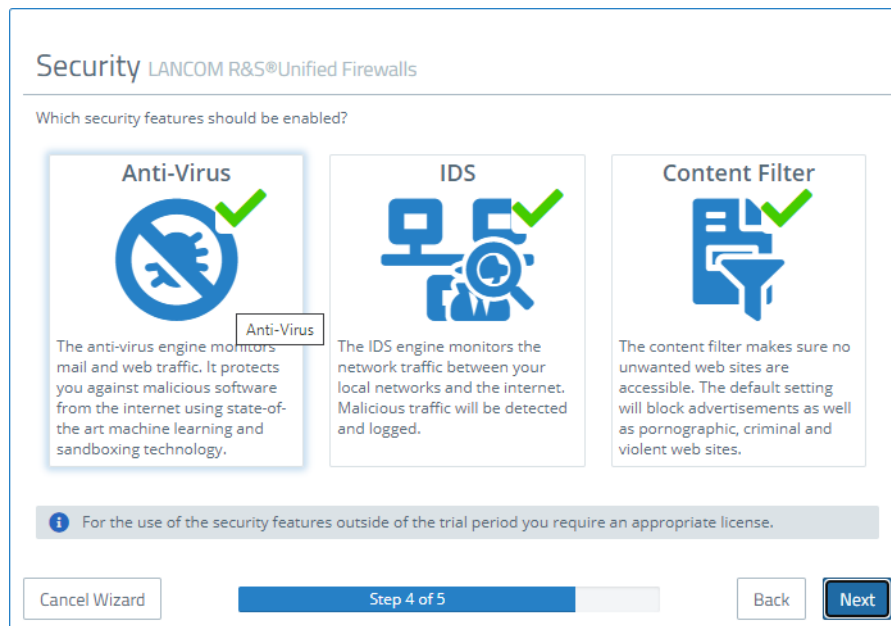 Security LANCOM R&S®Unified Firewalls
Which security features should be enabled?
Anti-Virus
Anti-Virus
The anti-virus engine monitors
mail and web traffic. It protects
you against malicious software
from the internet using state-of-
the art machine learning and
sandboxing technology.
IDS
The IDS engine monitors the
network traffic between your
local networks and the internet.
Malicious traffic will be detected
and logged.
Content Filter
The content filter makes sure no
unwanted web sites are
accessible. The default setting
will block advertisements as well
as pornographic, criminal and
violent web sites.
For the use of the security features outside of the trial period you require an appropriate license.
Cancel Wizard
Step 4 of 5
Back
Next